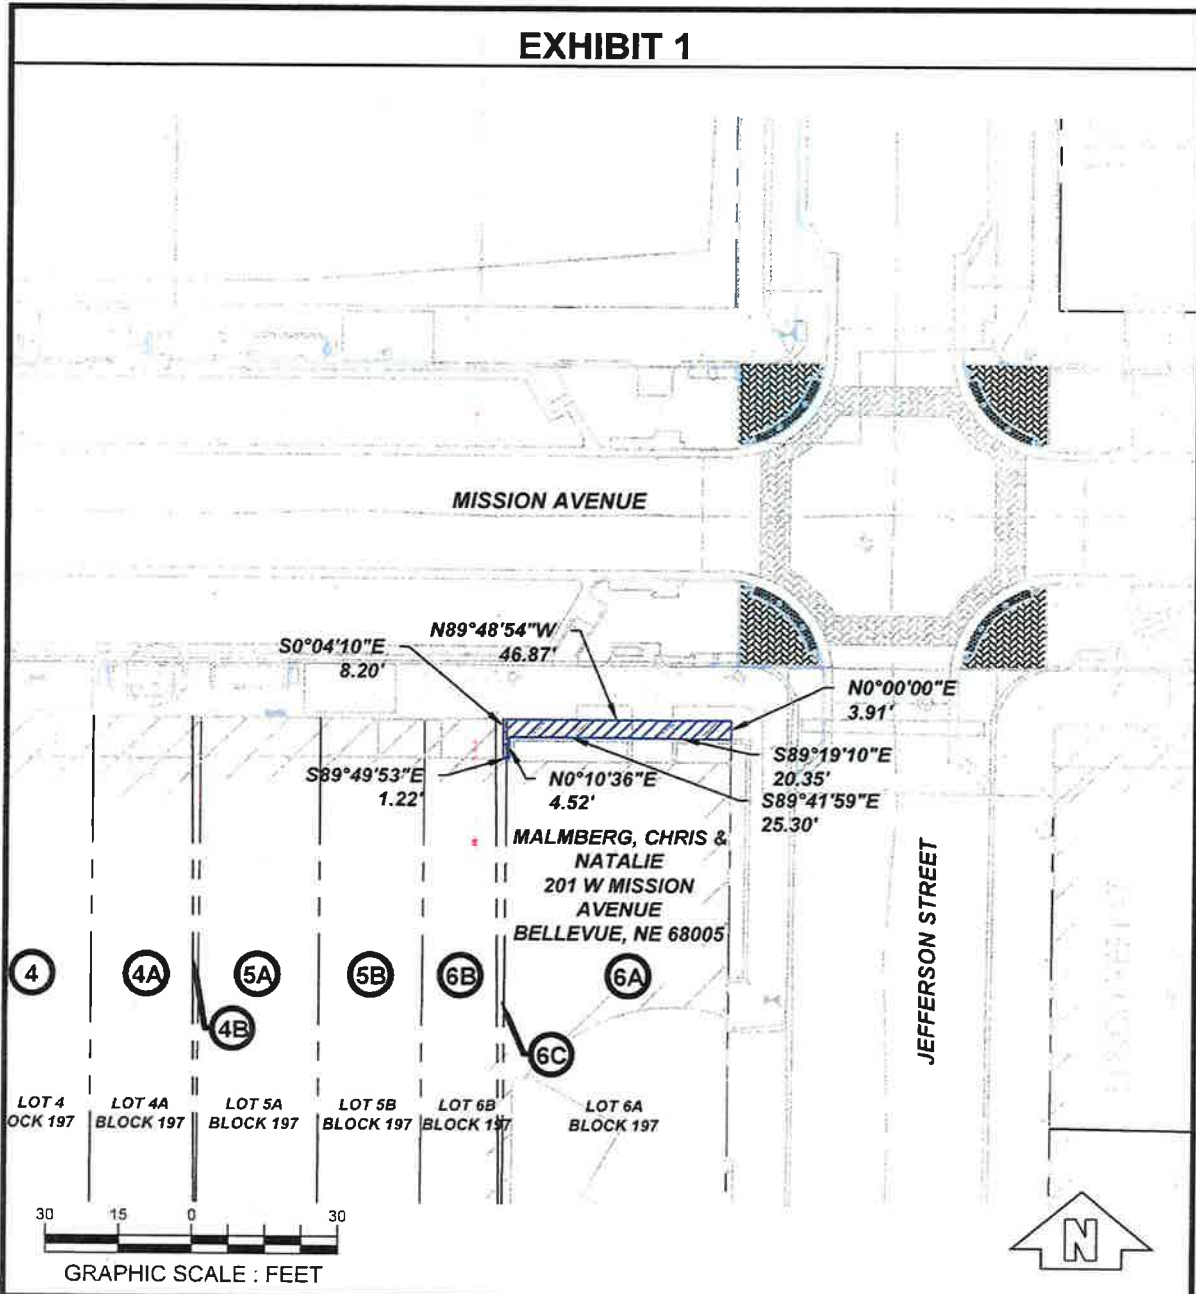 EXHIBIT 1
MISSION AVENUE
N89°48'54"W
46.87'
S0°04'10"E
8.20'
N0°00'00"E
3.91'
S89°19'10"E
20.35'
S89°49'53"E
1.22'
N0°10'36"E
4.52'
S89°41'59"E
25.30'
MALMBERG, CHRIS &
NATALIE
201 W MISSION
AVENUE
BELLEVUE, NE 68005
JEFFERSON STREET
4
4A
5A
5B
6B
6A
4B
6C
LOT 4
OCK 197
LOT 4A
BLOCK 197
LOT 5A
BLOCK 197
LOT 5B
BLOCK 197
LOT 6B
BLOCK 197
LOT 6A
BLOCK 197
30 15 0 30
GRAPHIC SCALE : FEET
N